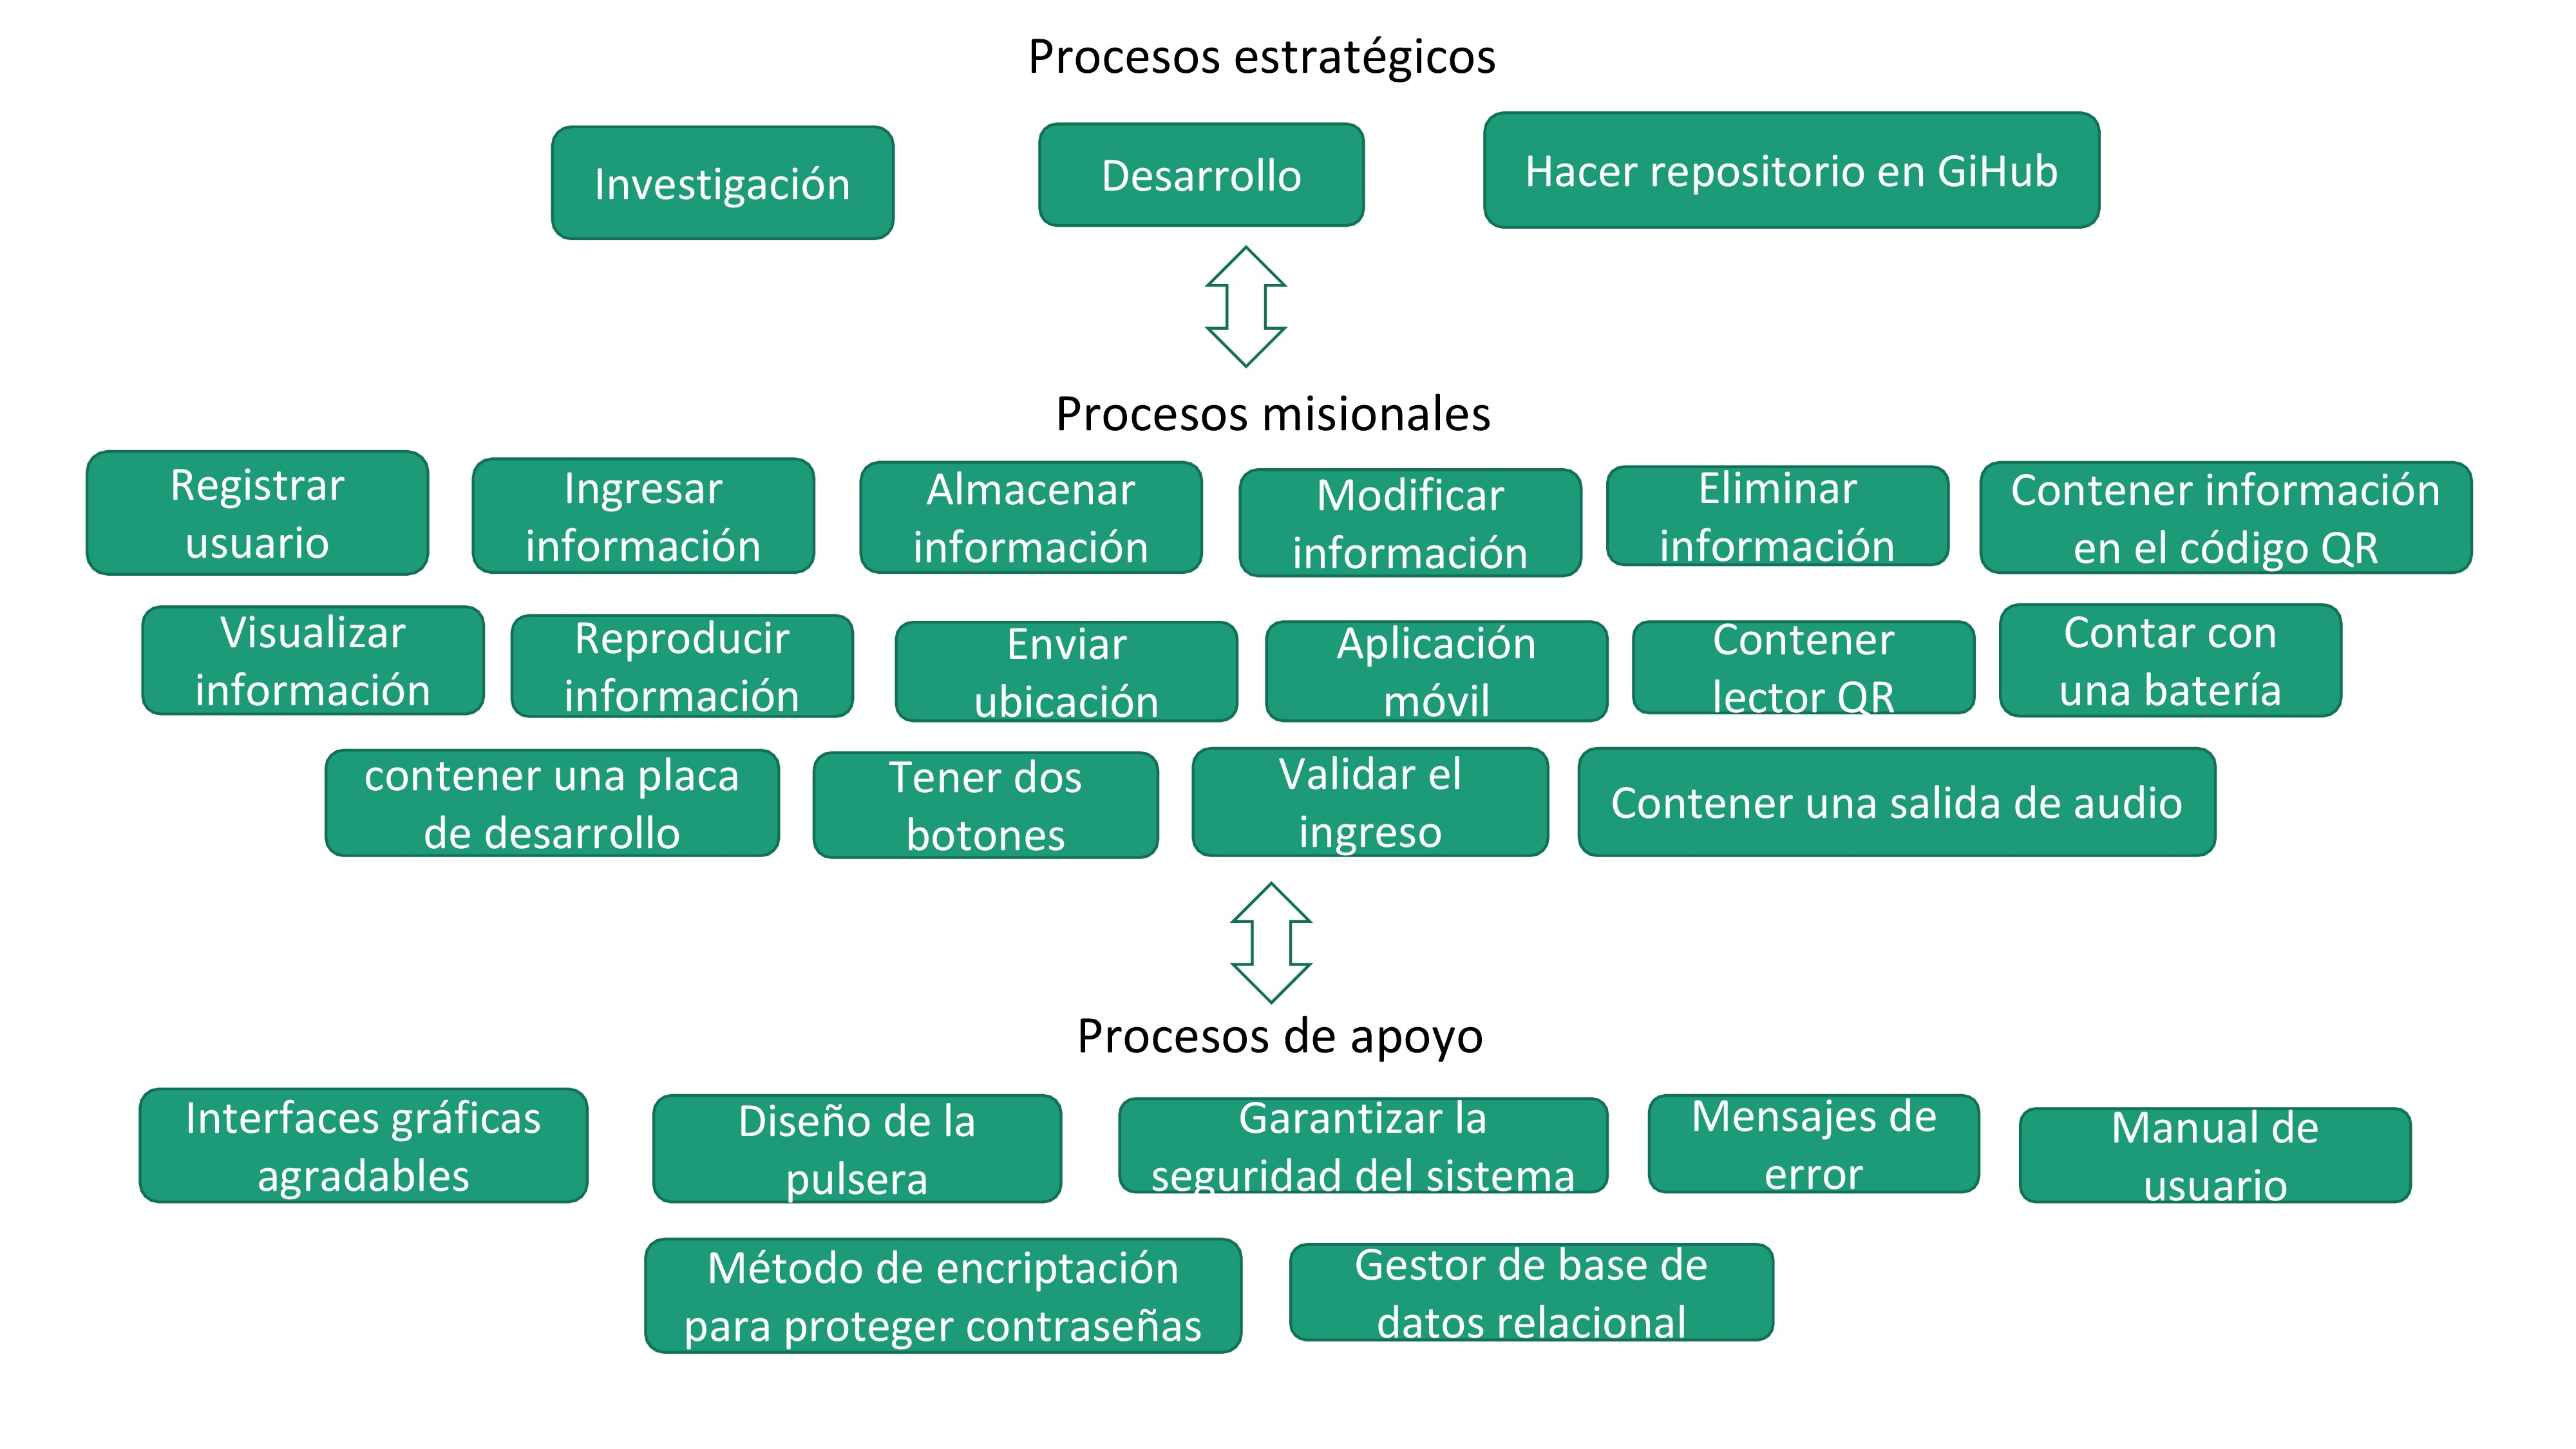 Procesos estratégicos
Investigación
Desarrollo
Hacer repositorio en GiHub
Procesos misionales
Registrar
usuario
Ingresar
información
Almacenar
información
Modificar
información
Eliminar
información
Contener información
en el código QR
Visualizar
información
Reproducir
información
Enviar
ubicación
Aplicación
móvil
Contener
lector QR
Contar con
una batería
contener una placa
de desarrollo
Tener dos
botones
Validar el
ingreso
Contener una salida de audio
Procesos de apoyo
Interfaces gráficas
agradables
Diseño de la
pulsera
Garantizar la
seguridad del sistema
Mensajes de
error
Manual de
usuario
Método de encriptación
para proteger contraseñas
Gestor de base de
datos relacional